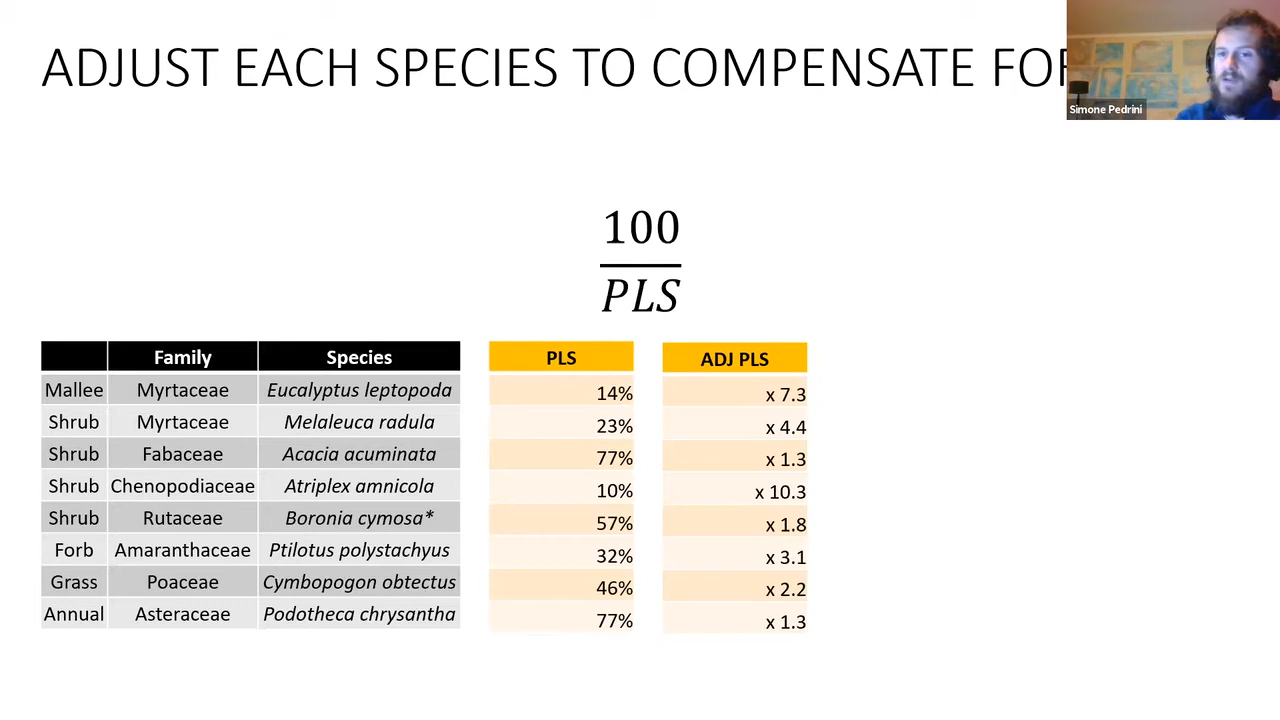 ADJUST EACH SPECIES TO COMPENSATE FOR
Simone Pedrini
100
PLS
Family Species PLS ADJ PLS
Mallee Myrtaceae Eucalyptus leptopoda 14% x 7.3
Shrub Myrtaceae Melaleuca radula 23% x 4.4
Shrub Fabaceae Acacia acuminata 77% x 1.3
Shrub Chenopodiaceae Atriplex amnicola 10% x 10.3
Shrub Rutaceae Boronia cymosa* 57% x 1.8
Forb Amaranthaceae Ptilotus polystachyus 32% x 3.1
Grass Poaceae Cymbopogon obtectus 46% x 2.2
Annual Asteraceae Podotheca chrysantha 77% x 1.3